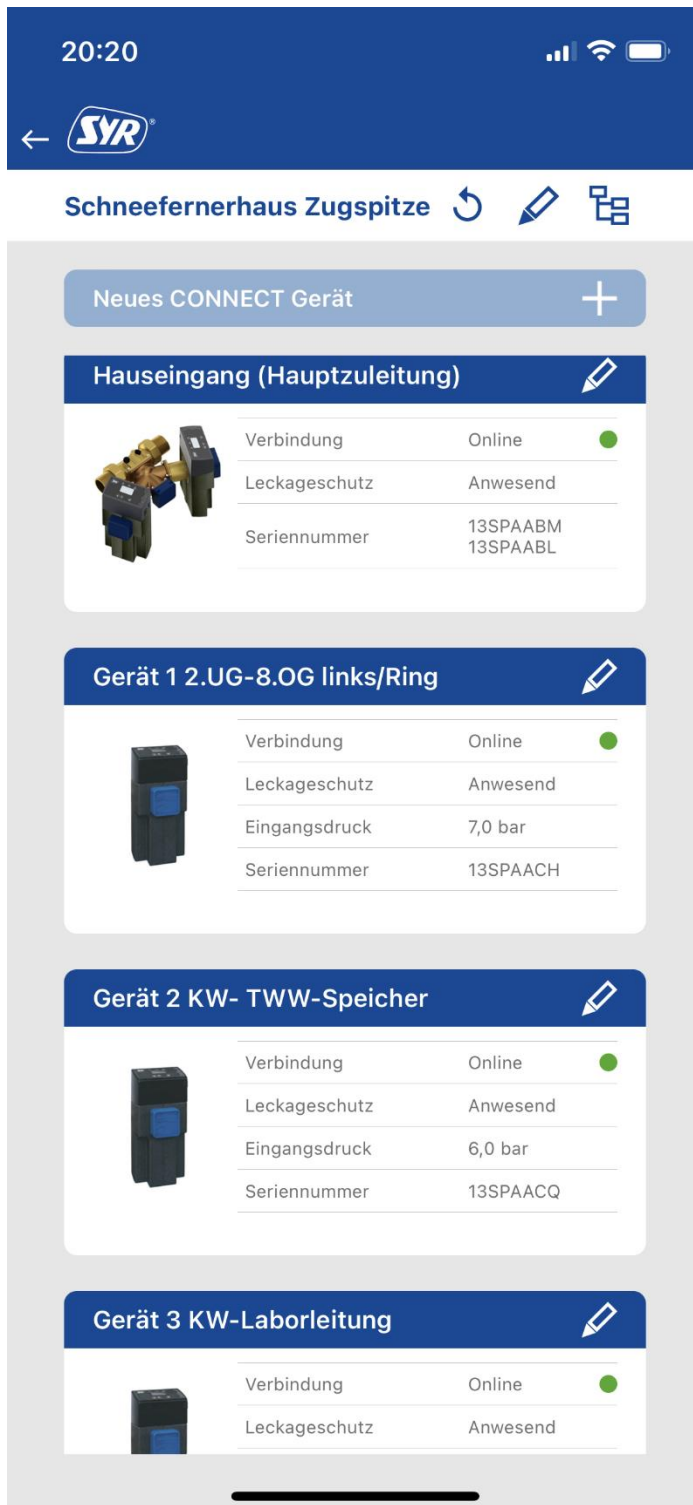 20:20
SYR®
Schneefernerhaus Zugspitze
Neues CONNECT Gerät
Hauseingang (Hauptzuleitung)
Verbindung Online
Leckageschutz Anwesend
Seriennummer 13SPAABM
13SPAABL
Gerät 1 2.UG-8.OG links/Ring
Verbindung Online
Leckageschutz Anwesend
Eingangsdruck 7,0 bar
Seriennummer 13SPAACH
Gerät 2 KW- TWW-Speicher
Verbindung Online
Leckageschutz Anwesend
Eingangsdruck 6,0 bar
Seriennummer 13SPAACQ
Gerät 3 KW-Laborleitung
Verbindung Online
Leckageschutz Anwesend